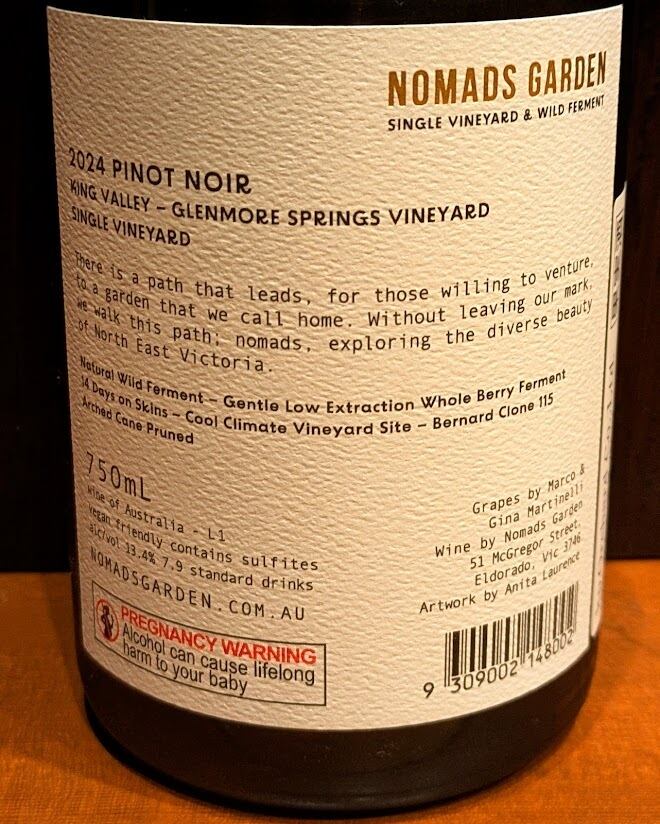 NOMADS GARDEN
SINGLE VINEYARD & WILD FERMENT
2024 PINOT NOIR
KING VALLEY – GLENMORE SPRINGS VINEYARD
SINGLE VINEYARD
There is a path that leads, for those willing to venture,
to a garden that we call home. Without leaving our mark,
we walk this path; nomads, exploring the diverse beauty
of North East Victoria.
Natural Wild Ferment – Gentle Low Extraction Whole Berry Ferment
14 Days on Skins – Cool Climate Vineyard Site – Bernard Clone 115
Arched Cane Pruned
750mL
Wine of Australia - L1
vegan friendly contains sulfites
alc/vol 13.4% 7.9 standard drinks
NOMADSGARDEN.COM.AU
PREGNANCY WARNING
Alcohol can cause lifelong
harm to your baby
Grapes by Marco &
Gina Martinelli
Wine by Nomads Garden
51 McGregor Street,
Eldorado, Vic 3746
Artwork by Anita Laurence
9 309002 148002